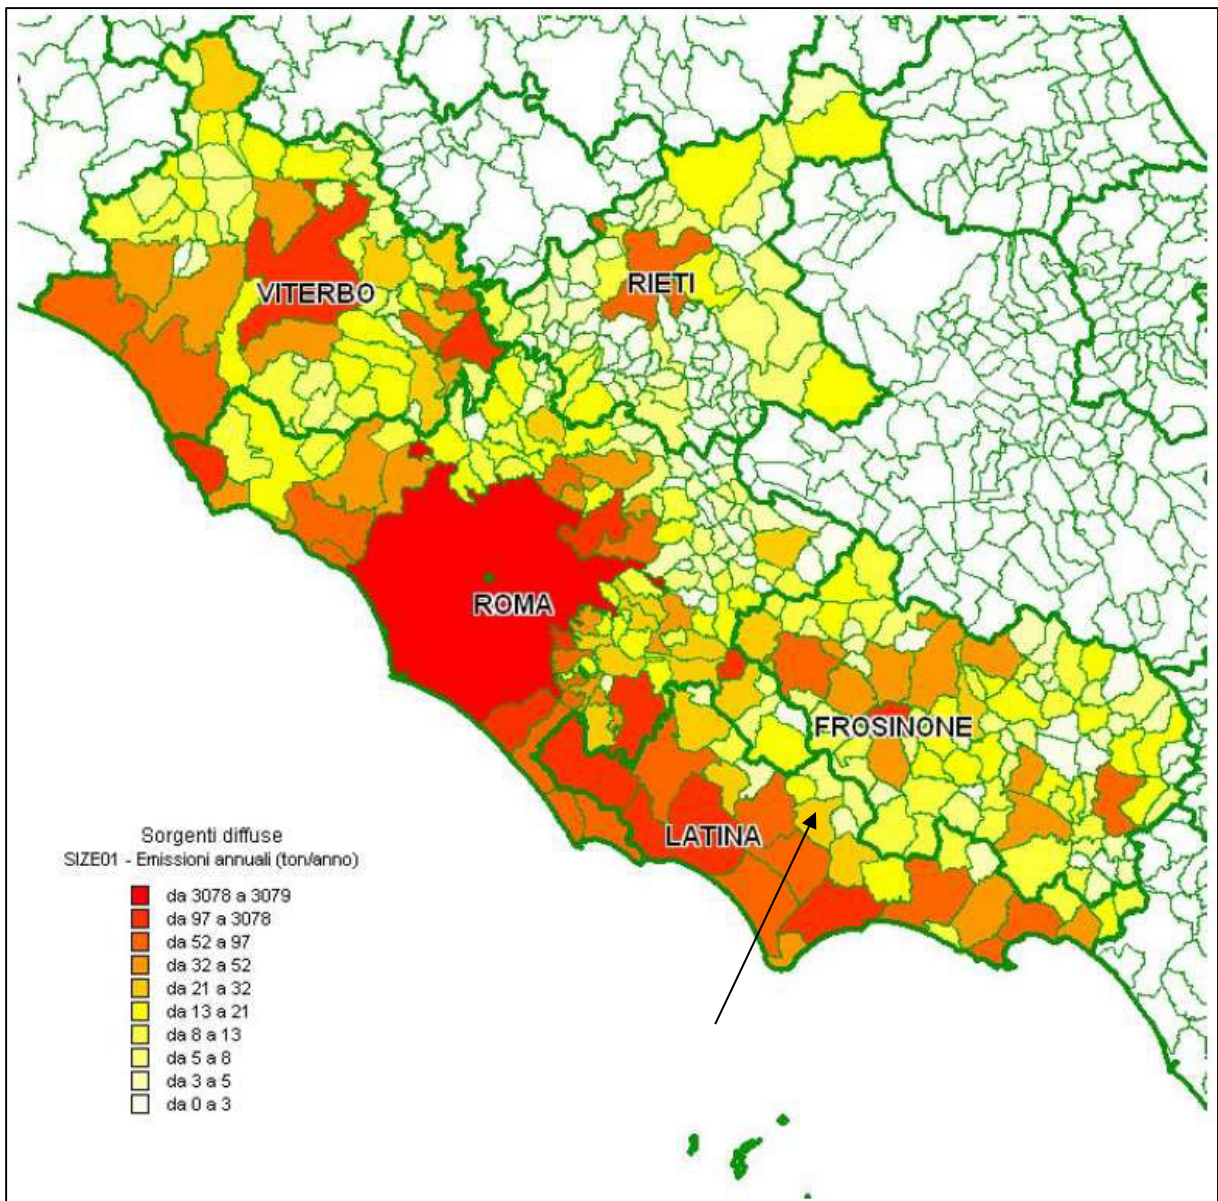 VITERBO
RIETI
ROMA
FROSINONE
LATINA
Sorgenti diffuse
SIZE01 - Emissioni annuali (ton/anno)
da 3078 a 3079
da 97 a 3078
da 52 a 97
da 32 a 52
da 21 a 32
da 13 a 21
da 8 a 13
da 5 a 8
da 3 a 5
da 0 a 3